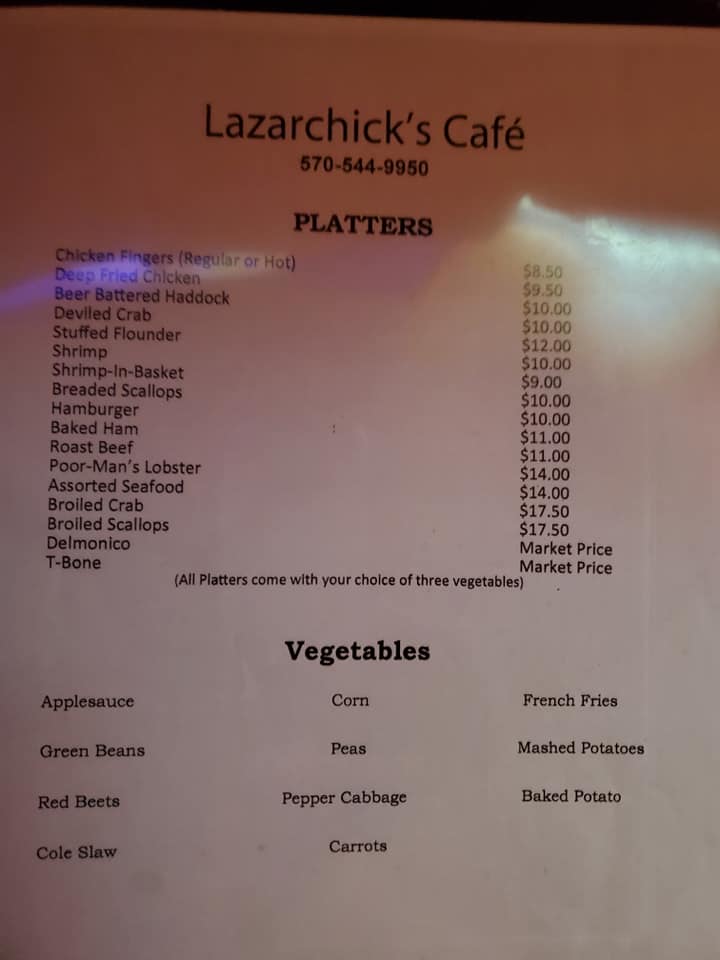 Lazarchick's Café
570-544-9950
PLATTERS
Chicken Fingers (Regular or Hot) $8.50
Deep Fried Chicken $9.50
Beer Battered Haddock $10.00
Deviled Crab $10.00
Stuffed Flounder $12.00
Shrimp $10.00
Shrimp-In-Basket $9.00
Breaded Scallops $10.00
Hamburger $10.00
Baked Ham $11.00
Roast Beef $11.00
Poor-Man's Lobster $14.00
Assorted Seafood $14.00
Broiled Crab $17.50
Broiled Scallops $17.50
Delmonico Market Price
T-Bone Market Price
(All Platters come with your choice of three vegetables)
Vegetables
Applesauce Corn French Fries
Green Beans Peas Mashed Potatoes
Red Beets Pepper Cabbage Baked Potato
Cole Slaw Carrots